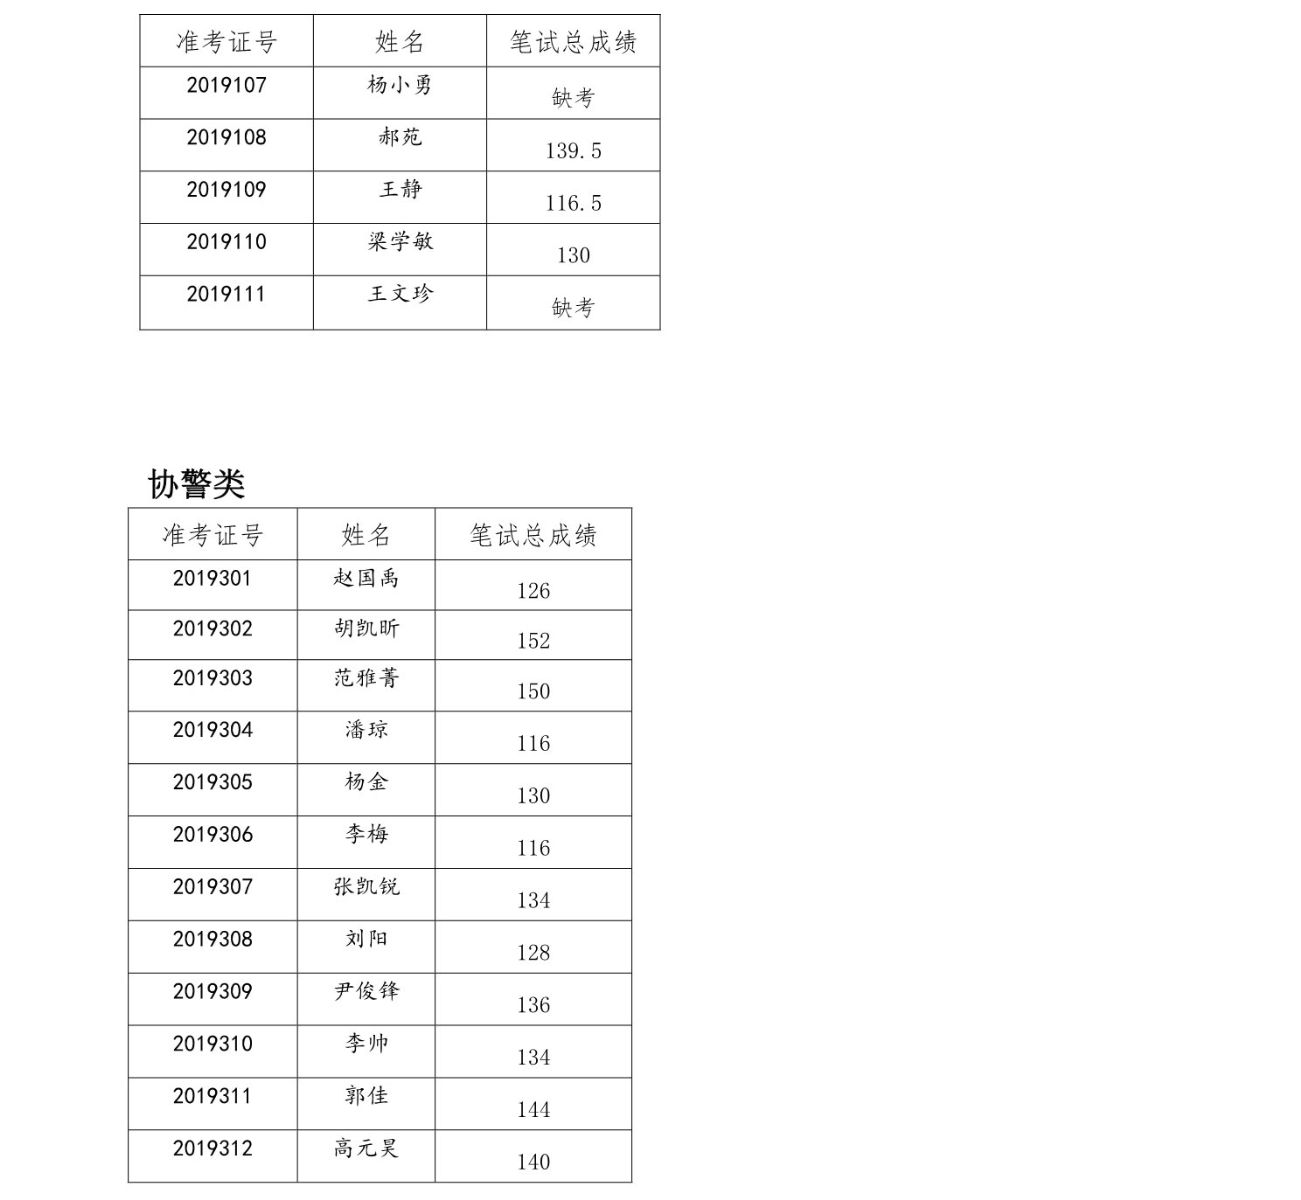 准考证号 姓名 笔试总成绩
2019107 杨小勇 缺考
2019108 郝苑 139.5
2019109 王静 116.5
2019110 梁学敏 130
2019111 王文珍 缺考
协警类
准考证号 姓名 笔试总成绩
2019301 赵国禹 126
2019302 胡凯昕 152
2019303 范雅菁 150
2019304 潘琼 116
2019305 杨金 130
2019306 李梅 116
2019307 张凯锐 134
2019308 刘阳 128
2019309 尹俊锋 136
2019310 李帅 134
2019311 郭佳 144
2019312 高元昊 140